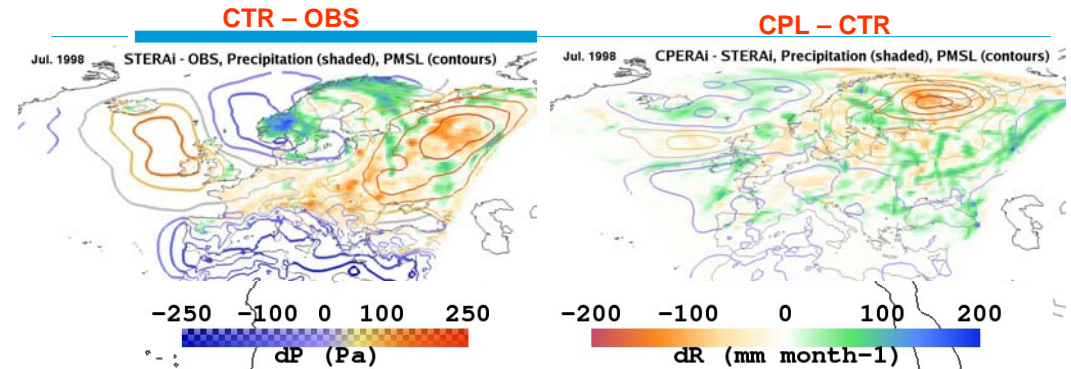 CTR – OBS
CPL – CTR
Jul. 1998 STERAi - OBS, Precipitation (shaded), PMSL (contours)
Jul. 1998 CPERAi - STERAi, Precipitation (shaded), PMSL (contours)
−250 −100 0 100 250
dP (Pa)
−200 −100 0 100 200
dR (mm month−1)